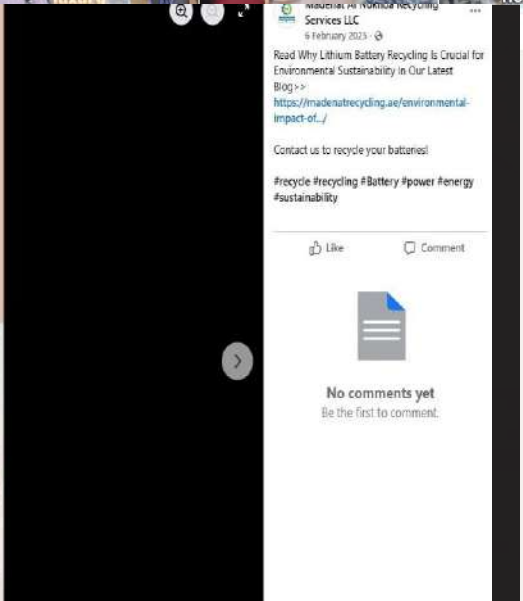 Madenat Al Nokhba Recycling
Services LLC
6 February 2023
Read Why Lithium Battery Recycling Is Crucial for
Environmental Sustainability In Our Latest
Blog>>
https://madenatrecycling.ae/environmental-
impact-of.../
Contact us to recycle your batteries!
#recycle #recycling #Battery #power #energy
#sustainability
Like
Comment
No comments yet
Be the first to comment.